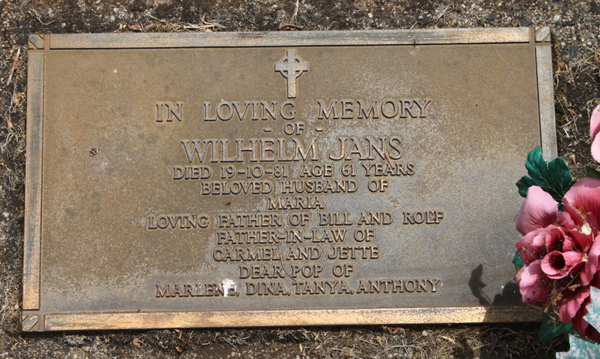 IN LOVING MEMORY
- OF -
WILHELM JANS
DIED 19-10-81 AGE 61 YEARS
BELOVED HUSBAND OF
MARIA
LOVING FATHER OF BILL AND ROLF
FATHER-IN-LAW OF
CARMEL AND JETTE
DEAR POP OF
MARLENE, DINA, TANYA, ANTHONY